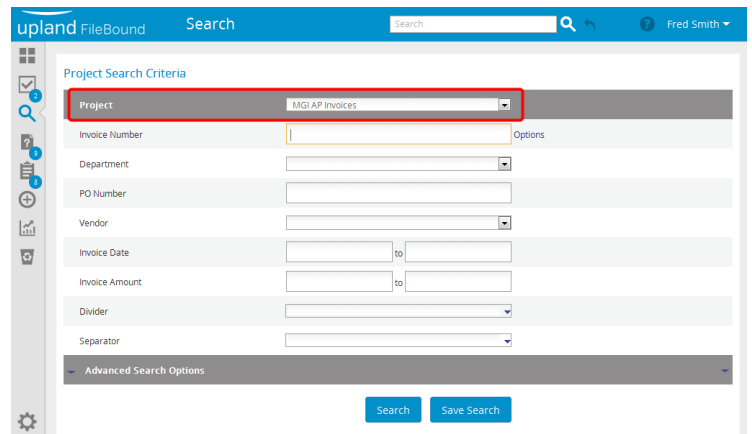 upland FileBound Search Search ? Fred Smith
Project Search Criteria
2
Project MGI AP Invoices
Invoice Number Options
?
9
Department
8
PO Number
Vendor
Invoice Date to
Invoice Amount to
Divider
Separator
Advanced Search Options
Search Save Search